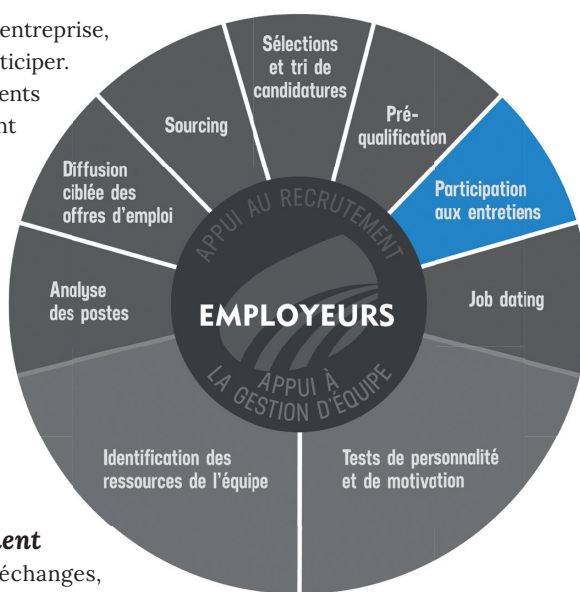 entreprise,
ticiper.
ents
nt
Sélections
et tri de
candidatures
Sourcing
Pré-
qualification
Diffusion
ciblée des
offres d'emploi
Participation
aux entretiens
Analyse
des postes
Job dating
APPUI AU RECRUTEMENT
EMPLOYEURS
APPUI À
LA GESTION D'ÉQUIPE
Identification des
ressources de l'équipe
Tests de personnalité
et de motivation
ent
échanges,